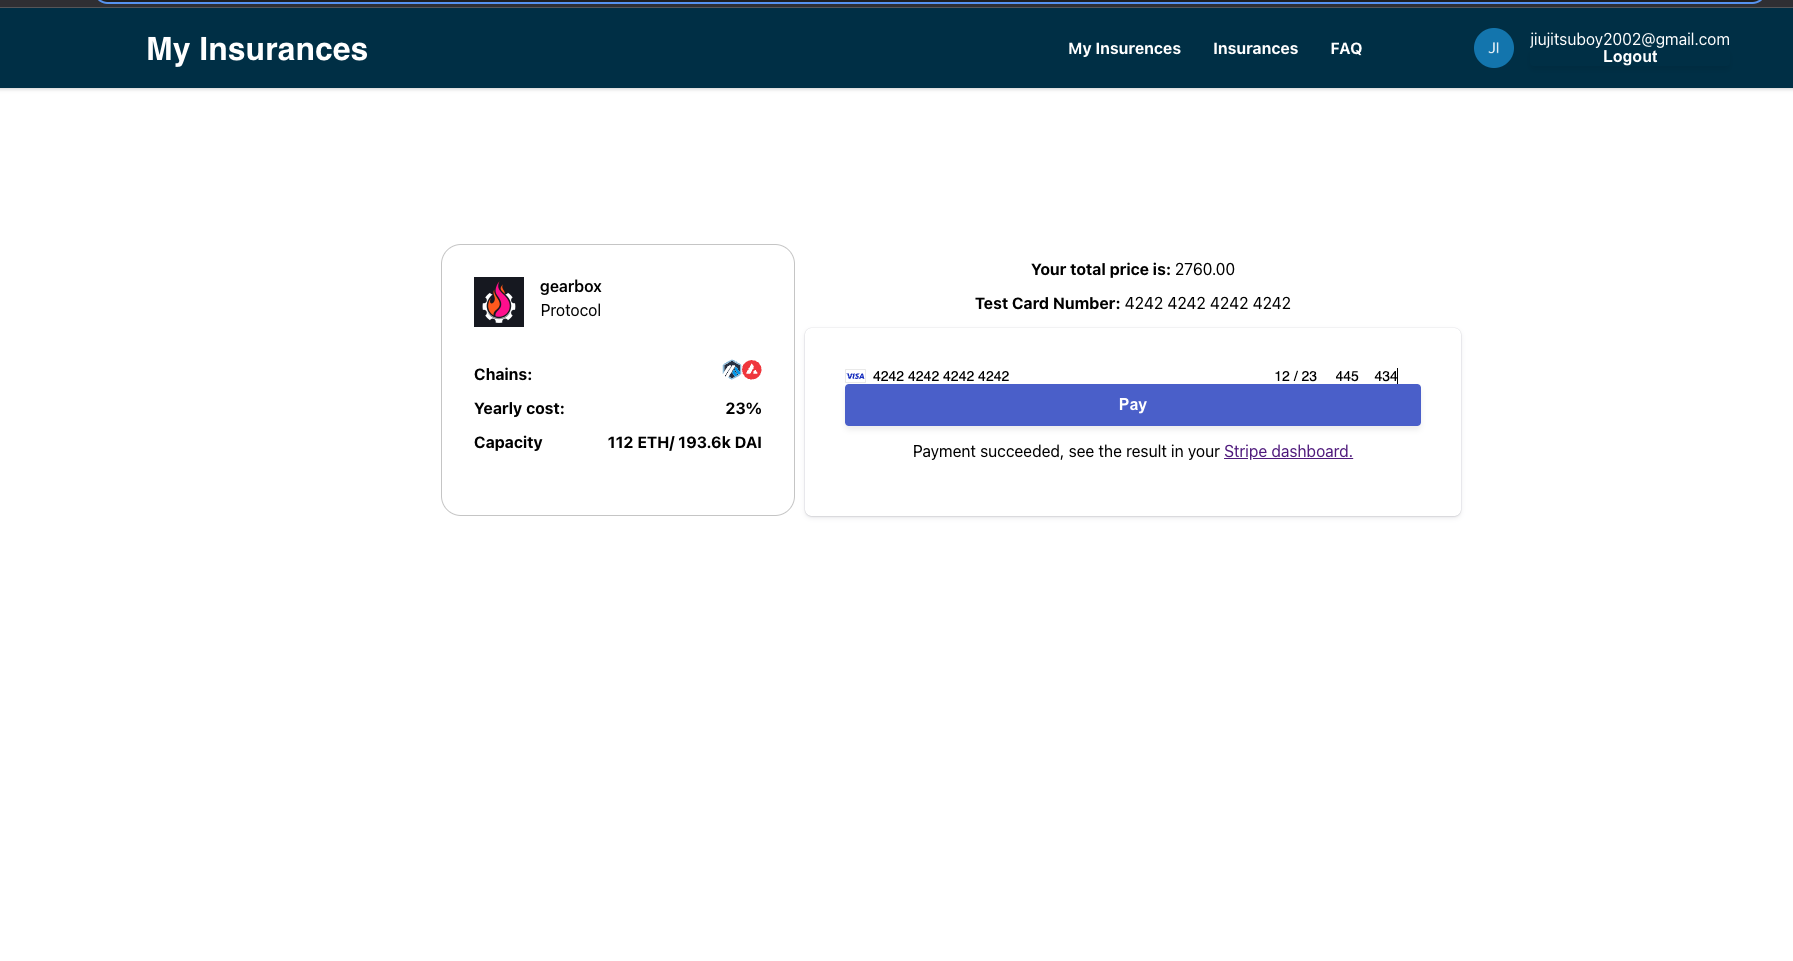 My Insurances
My Insurences Insurances FAQ
JI
jiujitsuboy2002@gmail.com
Logout
gearbox
Protocol
Chains:
Yearly cost: 23%
Capacity 112 ETH/ 193.6k DAI
Your total price is: 2760.00
Test Card Number: 4242 4242 4242 4242
VISA 4242 4242 4242 4242 12 / 23 445 434
Pay
Payment succeeded, see the result in your Stripe dashboard.